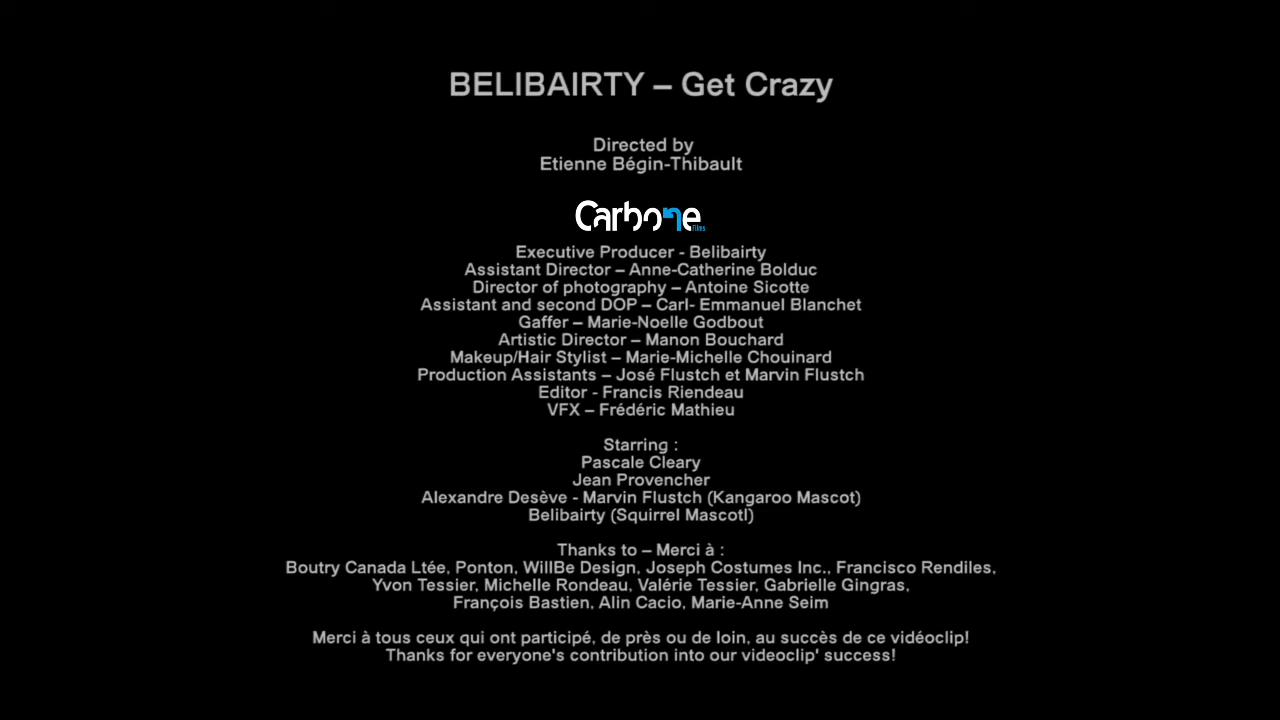 BELIBAIRTY – Get Crazy
Directed by
Etienne Bégin-Thibault
Carbone
Films
Executive Producer - Belibairty
Assistant Director – Anne-Catherine Bolduc
Director of photography – Antoine Sicotte
Assistant and second DOP – Carl- Emmanuel Blanchet
Gaffer – Marie-Noelle Godbout
Artistic Director – Manon Bouchard
Makeup/Hair Stylist – Marie-Michelle Chouinard
Production Assistants – José Flustch et Marvin Flustch
Editor - Francis Riendeau
VFX – Frédéric Mathieu
Starring :
Pascale Cleary
Jean Provencher
Alexandre Desève - Marvin Flustch (Kangaroo Mascot)
Belibairty (Squirrel Mascotl)
Thanks to – Merci à :
Boutry Canada Ltée, Ponton, WillBe Design, Joseph Costumes Inc., Francisco Rendiles,
Yvon Tessier, Michelle Rondeau, Valérie Tessier, Gabrielle Gingras,
François Bastien, Alin Cacio, Marie-Anne Seim
Merci à tous ceux qui ont participé, de près ou de loin, au succès de ce vidéoclip!
Thanks for everyone's contribution into our videoclip' success!